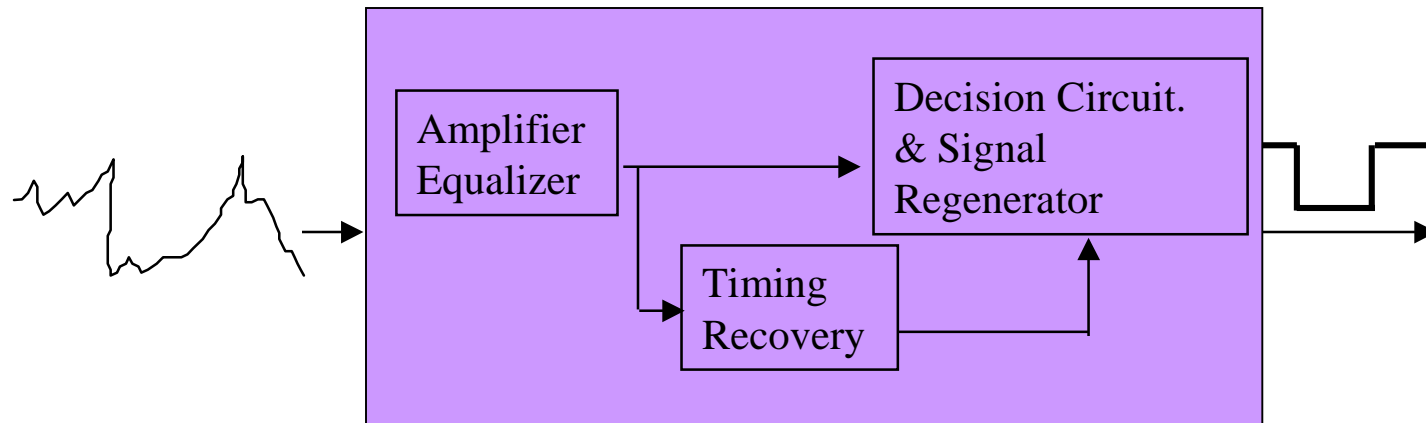 Amplifier
Equalizer
Decision Circuit.
& Signal
Regenerator
Timing
Recovery